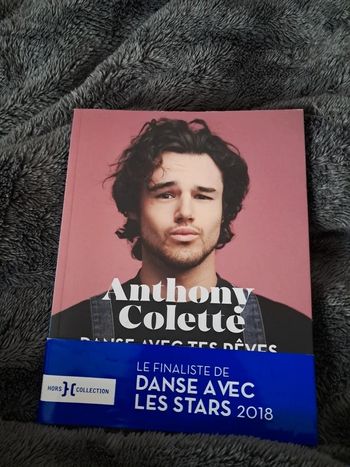 Anthony
Colette
DANSE AVEC TES RÊVES
LE FINALISTE DE
DANSE AVEC
LES STARS 2018
HORS COLLECTION